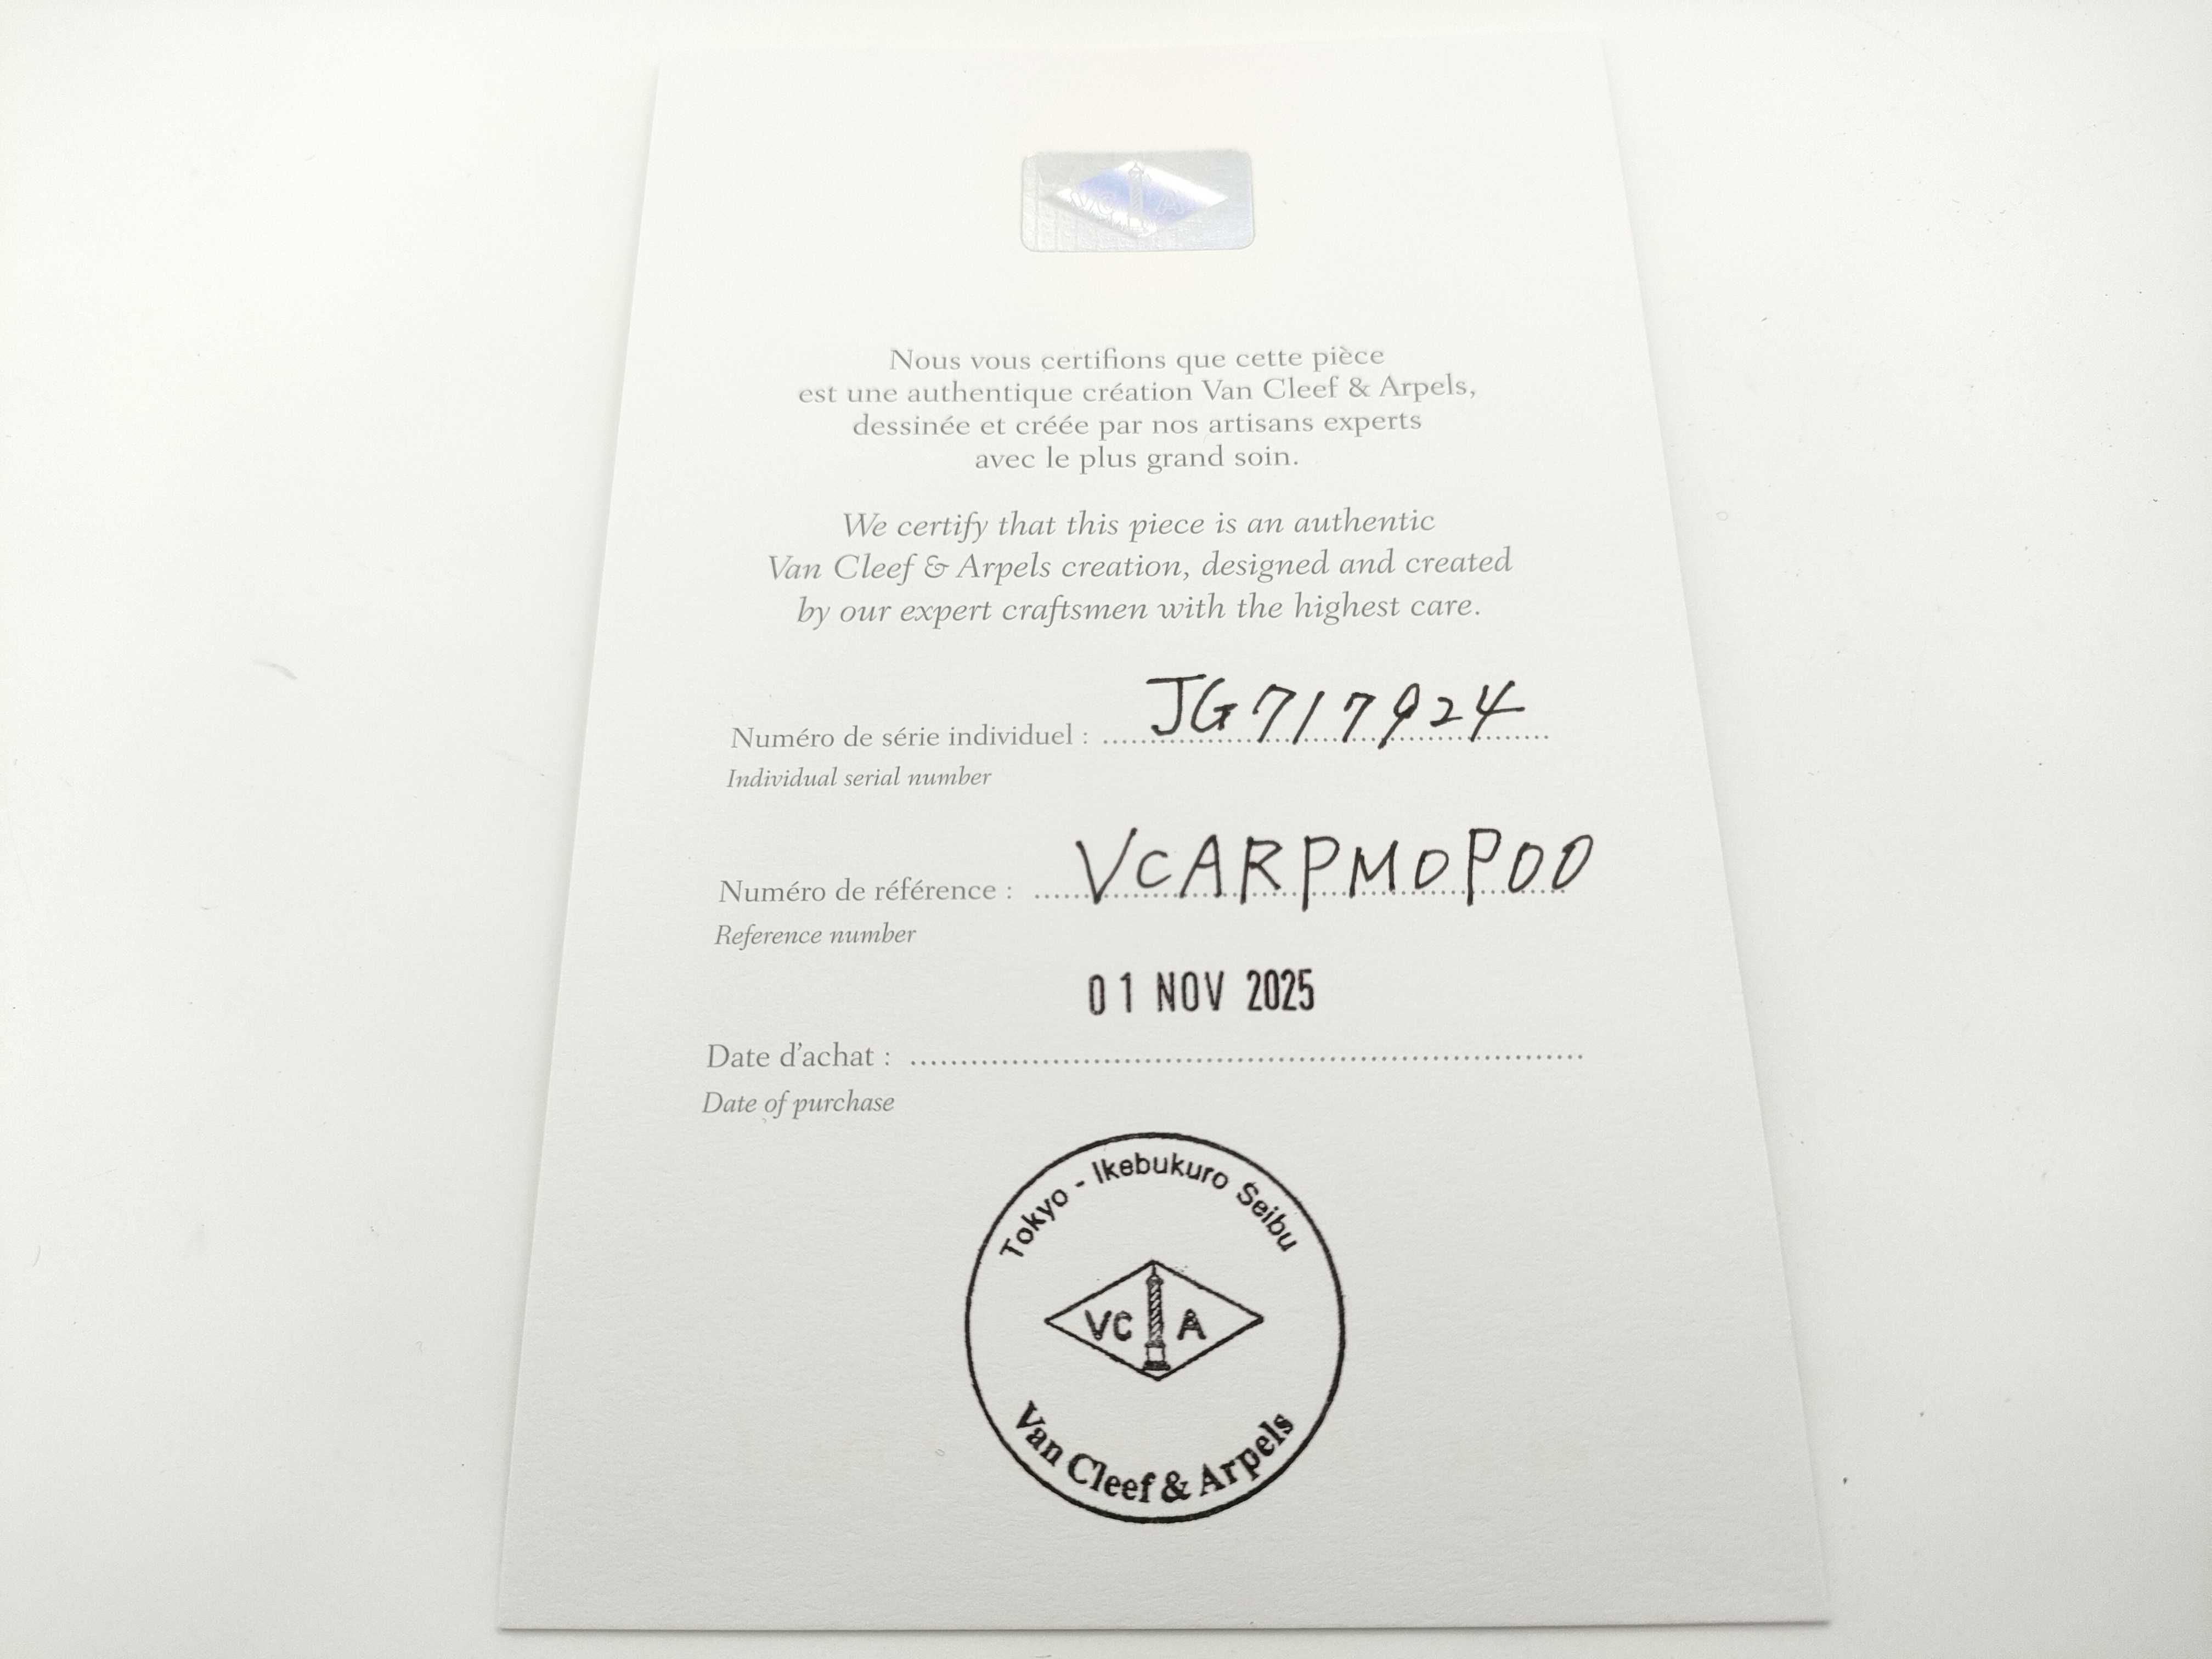 VC A
Nous vous certifions que cette pièce
est une authentique création Van Cleef & Arpels,
dessinée et créée par nos artisans experts
avec le plus grand soin.
We certify that this piece is an authentic
Van Cleef & Arpels creation, designed and created
by our expert craftsmen with the highest care.
Numéro de série individuel : JG717924
Individual serial number
Numéro de référence : VCARPMOP00
Reference number
01 NOV 2025
Date d'achat :
Date of purchase
Tokyo - Ikebukuro Seibu
VC A
Van Cleef & Arpels